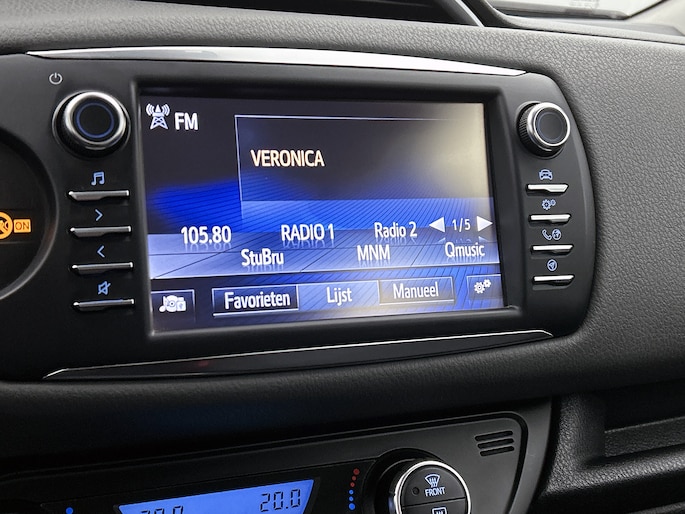 FM
VERONICA
105.80 RADIO 1 Radio 2 1/5
StuBru MNM Qmusic
Favorieten Lijst Manueel
ON
20.0
FRONT